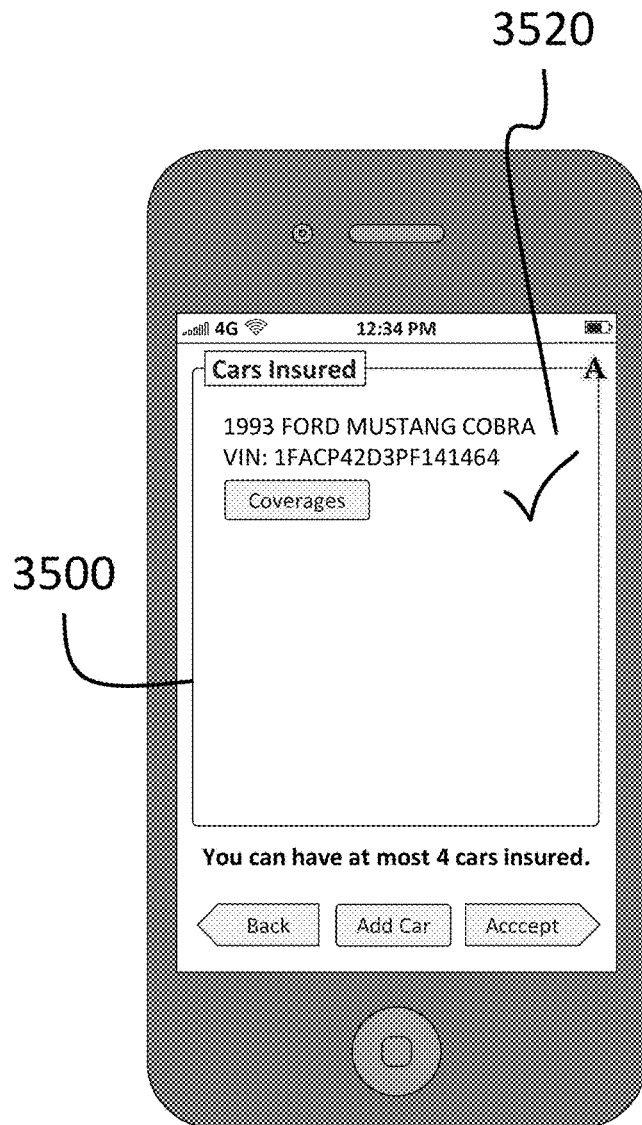 3520
4G 12:34 PM
Cars Insured
A
1993 FORD MUSTANG COBRA
VIN: 1FACP42D3PF141464
Coverages
3500
You can have at most 4 cars insured.
Back Add Car Acccept